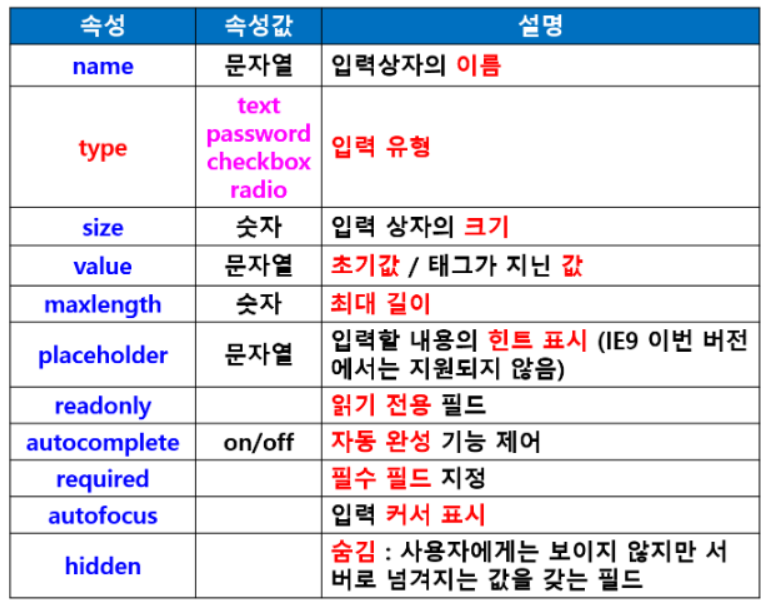 속성 속성값 설명
name 문자열 입력상자의 이름
type text password checkbox radio 입력 유형
size 숫자 입력 상자의 크기
value 문자열 초기값 / 태그가 지닌 값
maxlength 숫자 최대 길이
placeholder 문자열 입력할 내용의 힌트 표시 (IE9 이번 버전
에서는 지원되지 않음)
readonly 읽기 전용 필드
autocomplete on/off 자동 완성 기능 제어
required 필수 필드 지정
autofocus 입력 커서 표시
hidden 숨김 : 사용자에게는 보이지 않지만 서
버로 넘겨지는 값을 갖는 필드